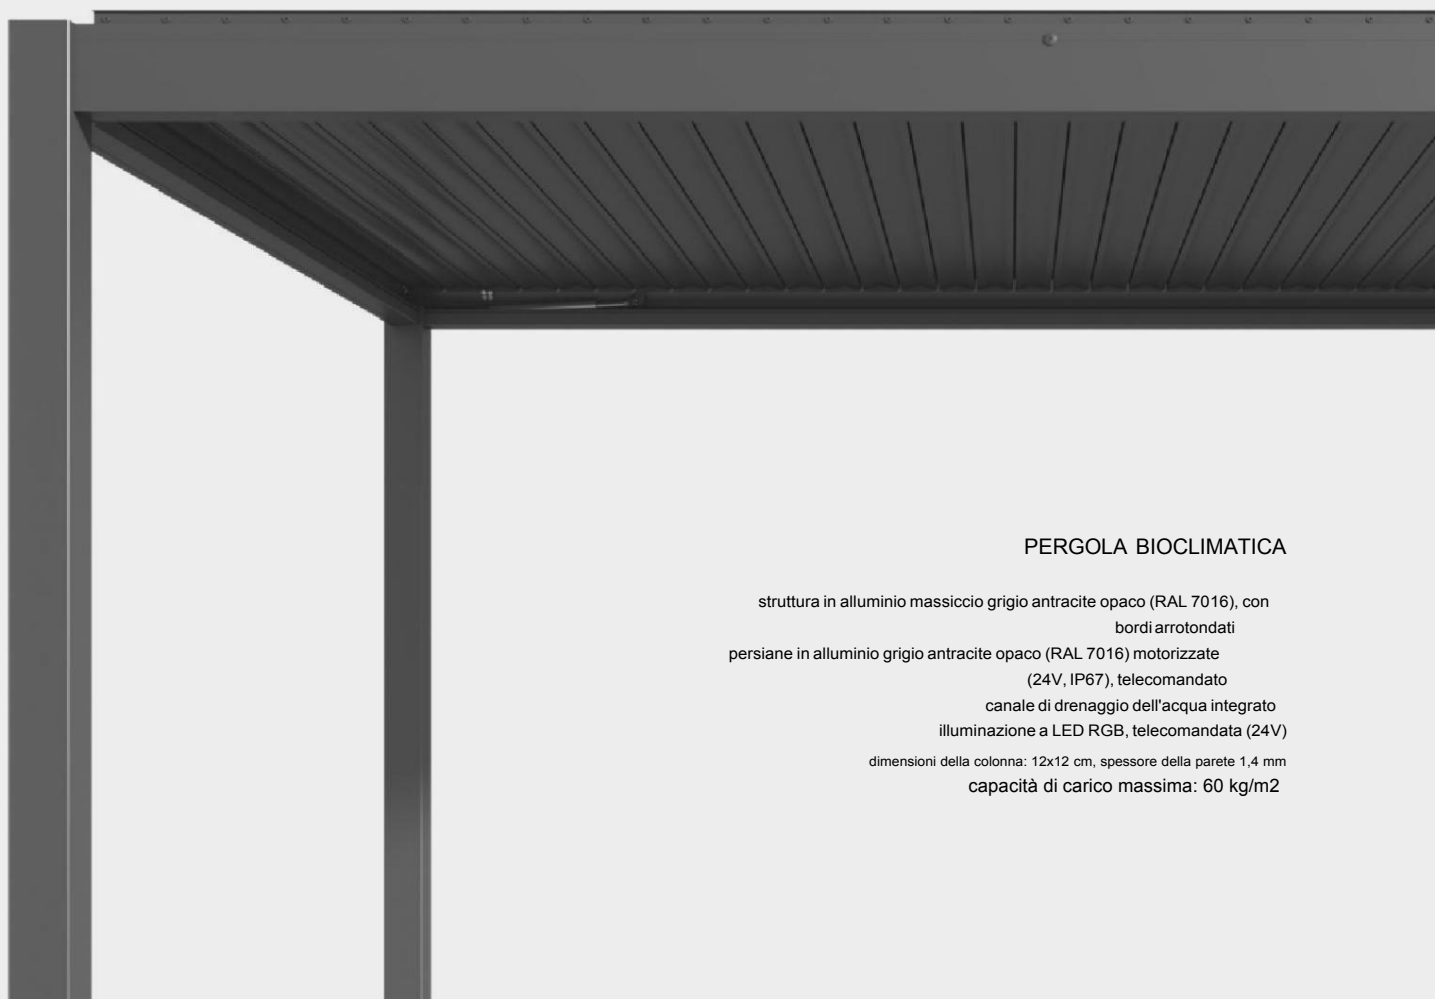 PERGOLA BIOCLIMATICA
struttura in alluminio massiccio grigio antracite opaco (RAL 7016), con
bordi arrotondati
persiane in alluminio grigio antracite opaco (RAL 7016) motorizzate
(24V, IP67), telecomandato
canale di drenaggio dell'acqua integrato
illuminazione a LED RGB, telecomandata (24V)
dimensioni della colonna: 12x12 cm, spessore della parete 1,4 mm
capacità di carico massima: 60 kg/m2